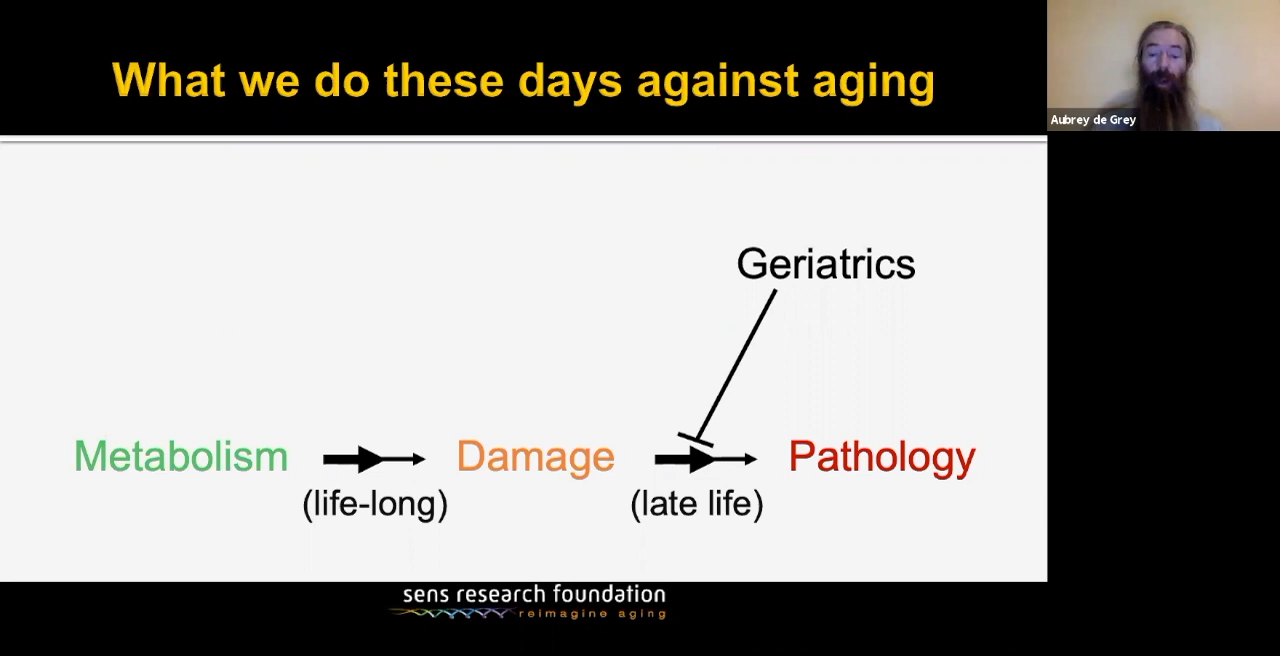 What we do these days against aging
Aubrey de Grey
Geriatrics
Metabolism Damage Pathology
(life-long) (late life)
sens research foundation
reimagine aging